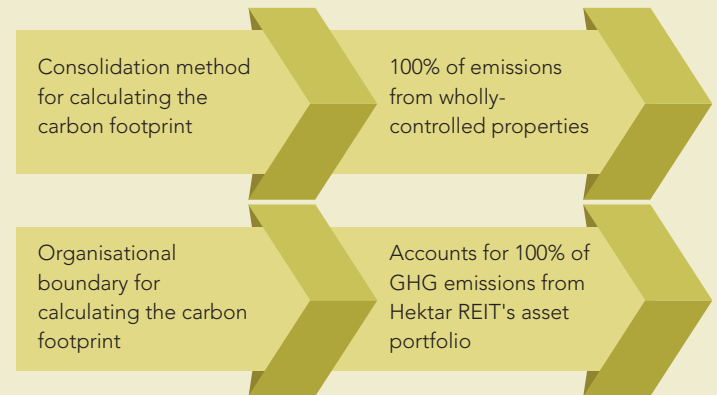 Consolidation method
for calculating the
carbon footprint
100% of emissions
from wholly-
controlled properties
Organisational
boundary for
calculating the carbon
footprint
Accounts for 100% of
GHG emissions from
Hektar REIT's asset
portfolio